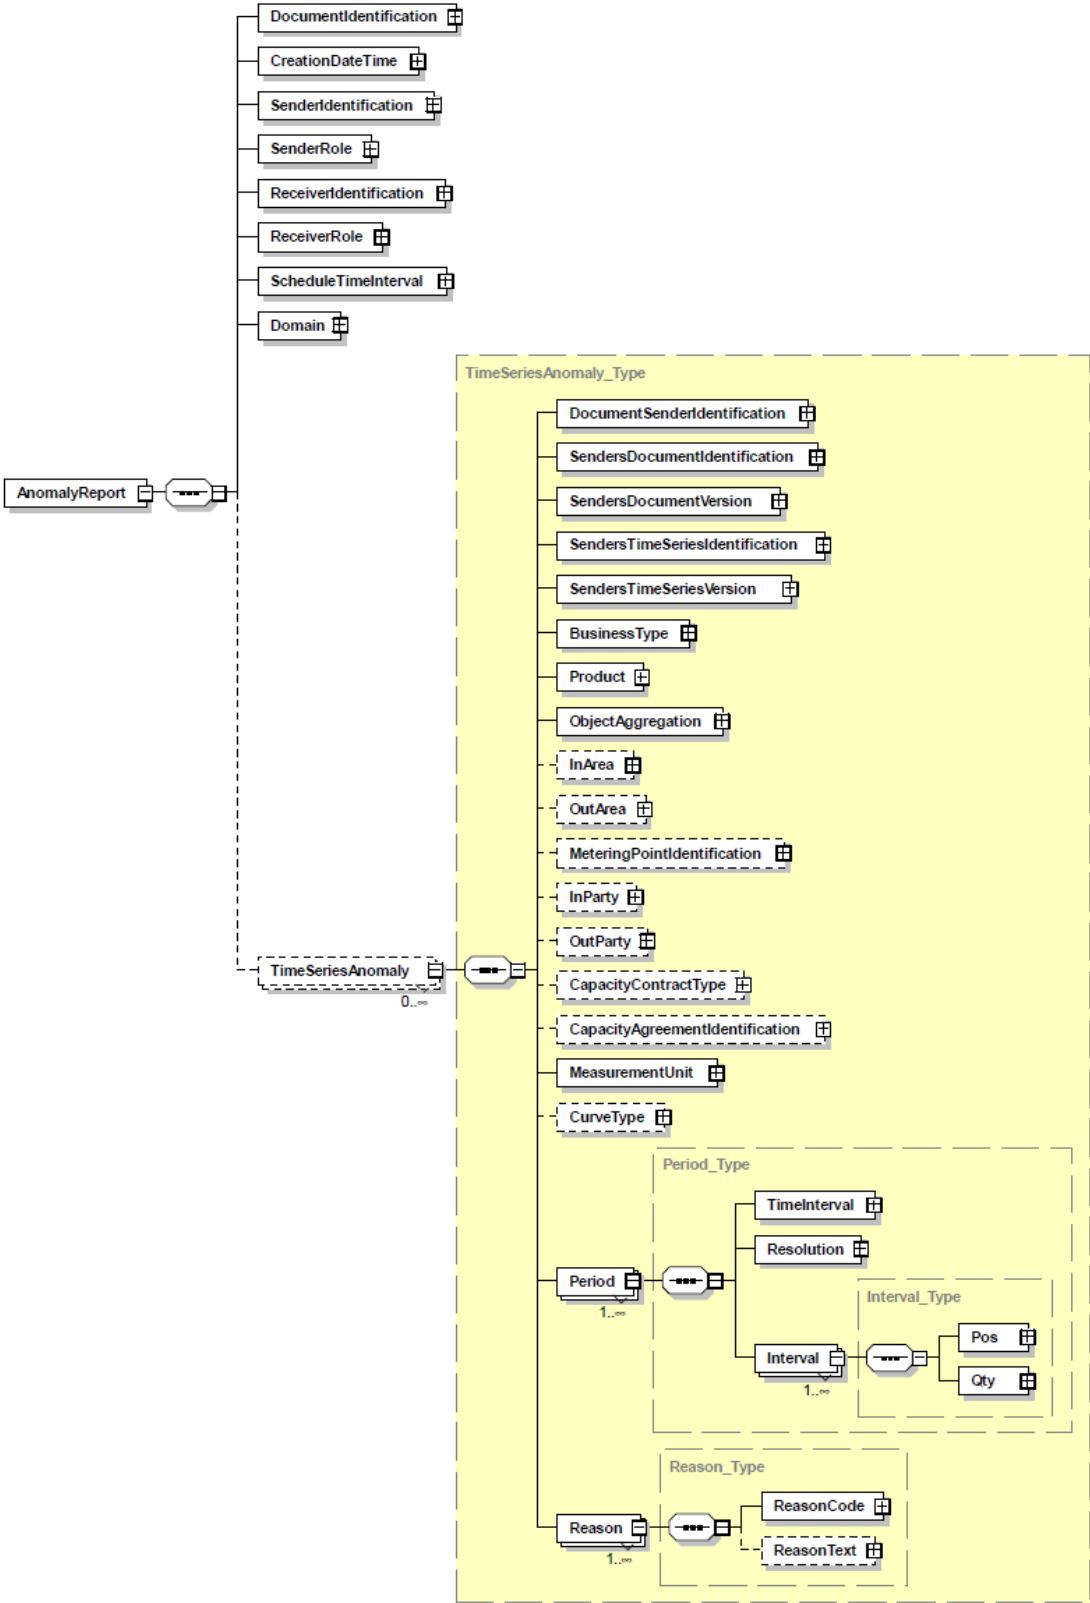 DocumentIdentification
CreationDateTime
SenderIdentification
SenderRole
ReceiverIdentification
ReceiverRole
ScheduleTimeInterval
Domain
TimeSeriesAnomaly_Type
DocumentSenderIdentification
SendersDocumentIdentification
AnomalyReport
SendersDocumentVersion
SendersTimeSeriesIdentification
SendersTimeSeriesVersion
BusinessType
Product
ObjectAggregation
InArea
OutArea
MeteringPointIdentification
InParty
OutParty
TimeSeriesAnomaly
0..∞
CapacityContractType
CapacityAgreementIdentification
MeasurementUnit
CurveType
Period_Type
TimeInterval
Resolution
Period
1..∞
Interval_Type
Pos
Interval
1..∞
Qty
Reason_Type
ReasonCode
Reason
1..∞
ReasonText